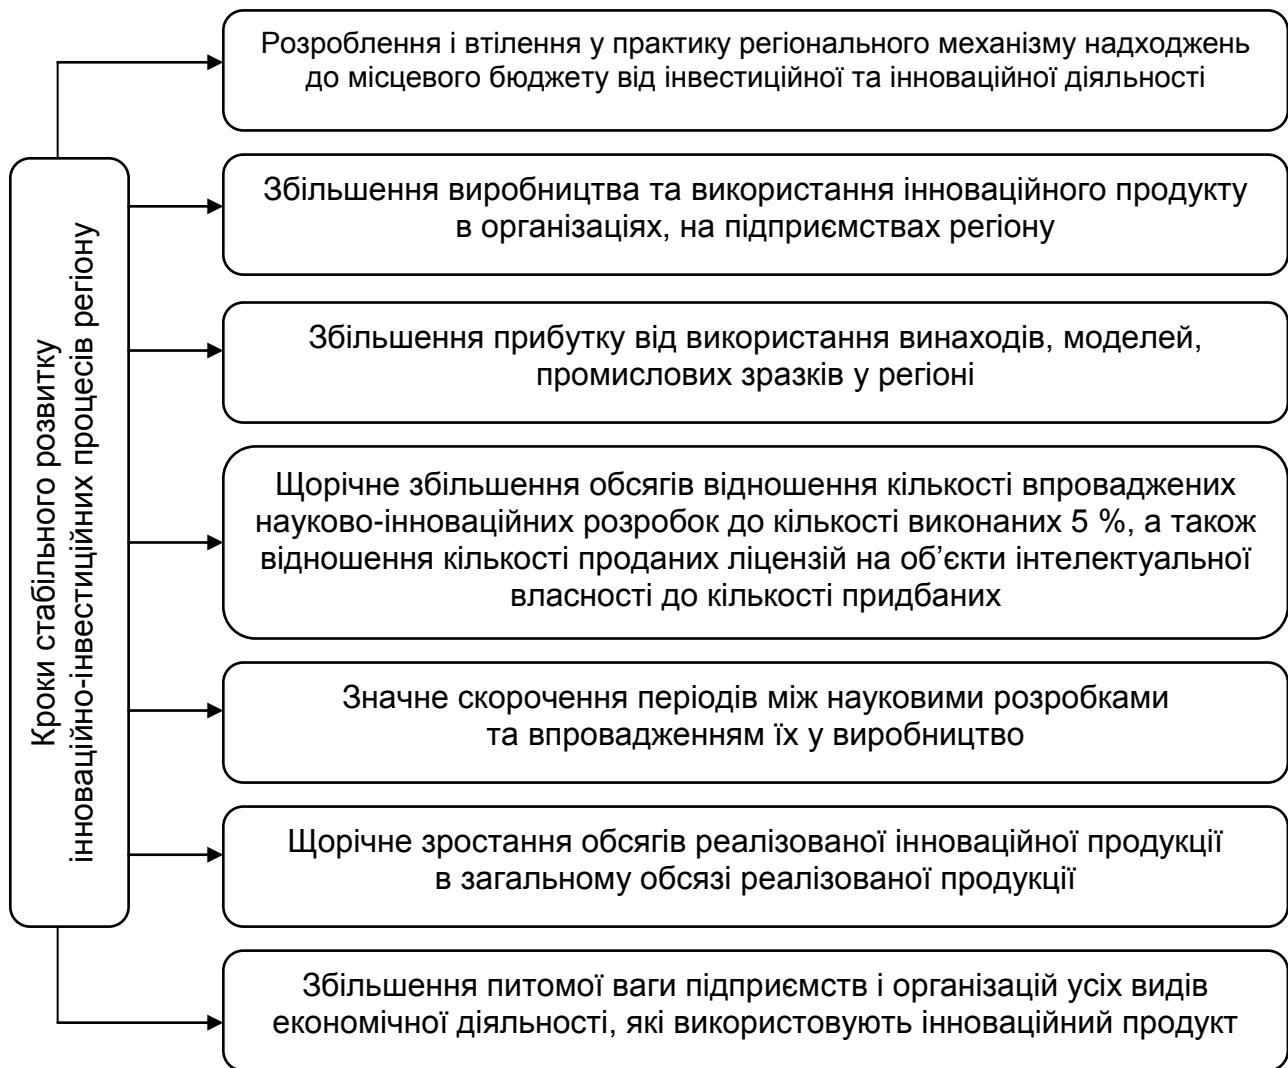 Кроки стабільного розвитку
інноваційно-інвестиційних процесів регіону
Розроблення і втілення у практику регіонального механізму надходжень
до місцевого бюджету від інвестиційної та інноваційної діяльності
Збільшення виробництва та використання інноваційного продукту
в організаціях, на підприємствах регіону
Збільшення прибутку від використання винаходів, моделей,
промислових зразків у регіоні
Щорічне збільшення обсягів відношення кількості впроваджених
науково-інноваційних розробок до кількості виконаних 5 %, а також
відношення кількості проданих ліцензій на об’єкти інтелектуальної
власності до кількості придбаних
Значне скорочення періодів між науковими розробками
та впровадженням їх у виробництво
Щорічне зростання обсягів реалізованої інноваційної продукції
в загальному обсязі реалізованої продукції
Збільшення питомої ваги підприємств і організацій усіх видів
економічної діяльності, які використовують інноваційний продукт